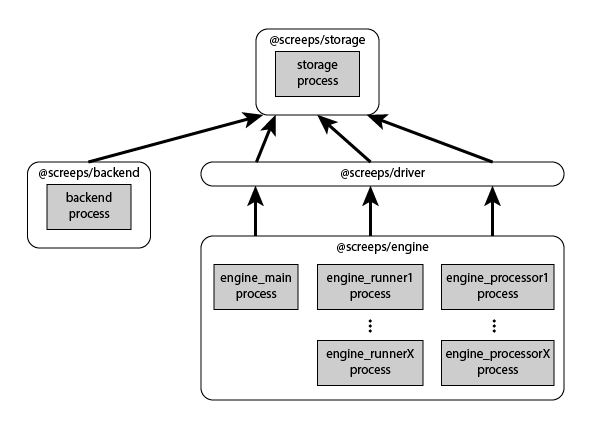 @screeps/storage
storage
process
@screeps/backend
backend
process
@screeps/driver
@screeps/engine
engine_main
process
engine_runner1
process
engine_processor1
process
engine_runnerX
process
engine_processorX
process